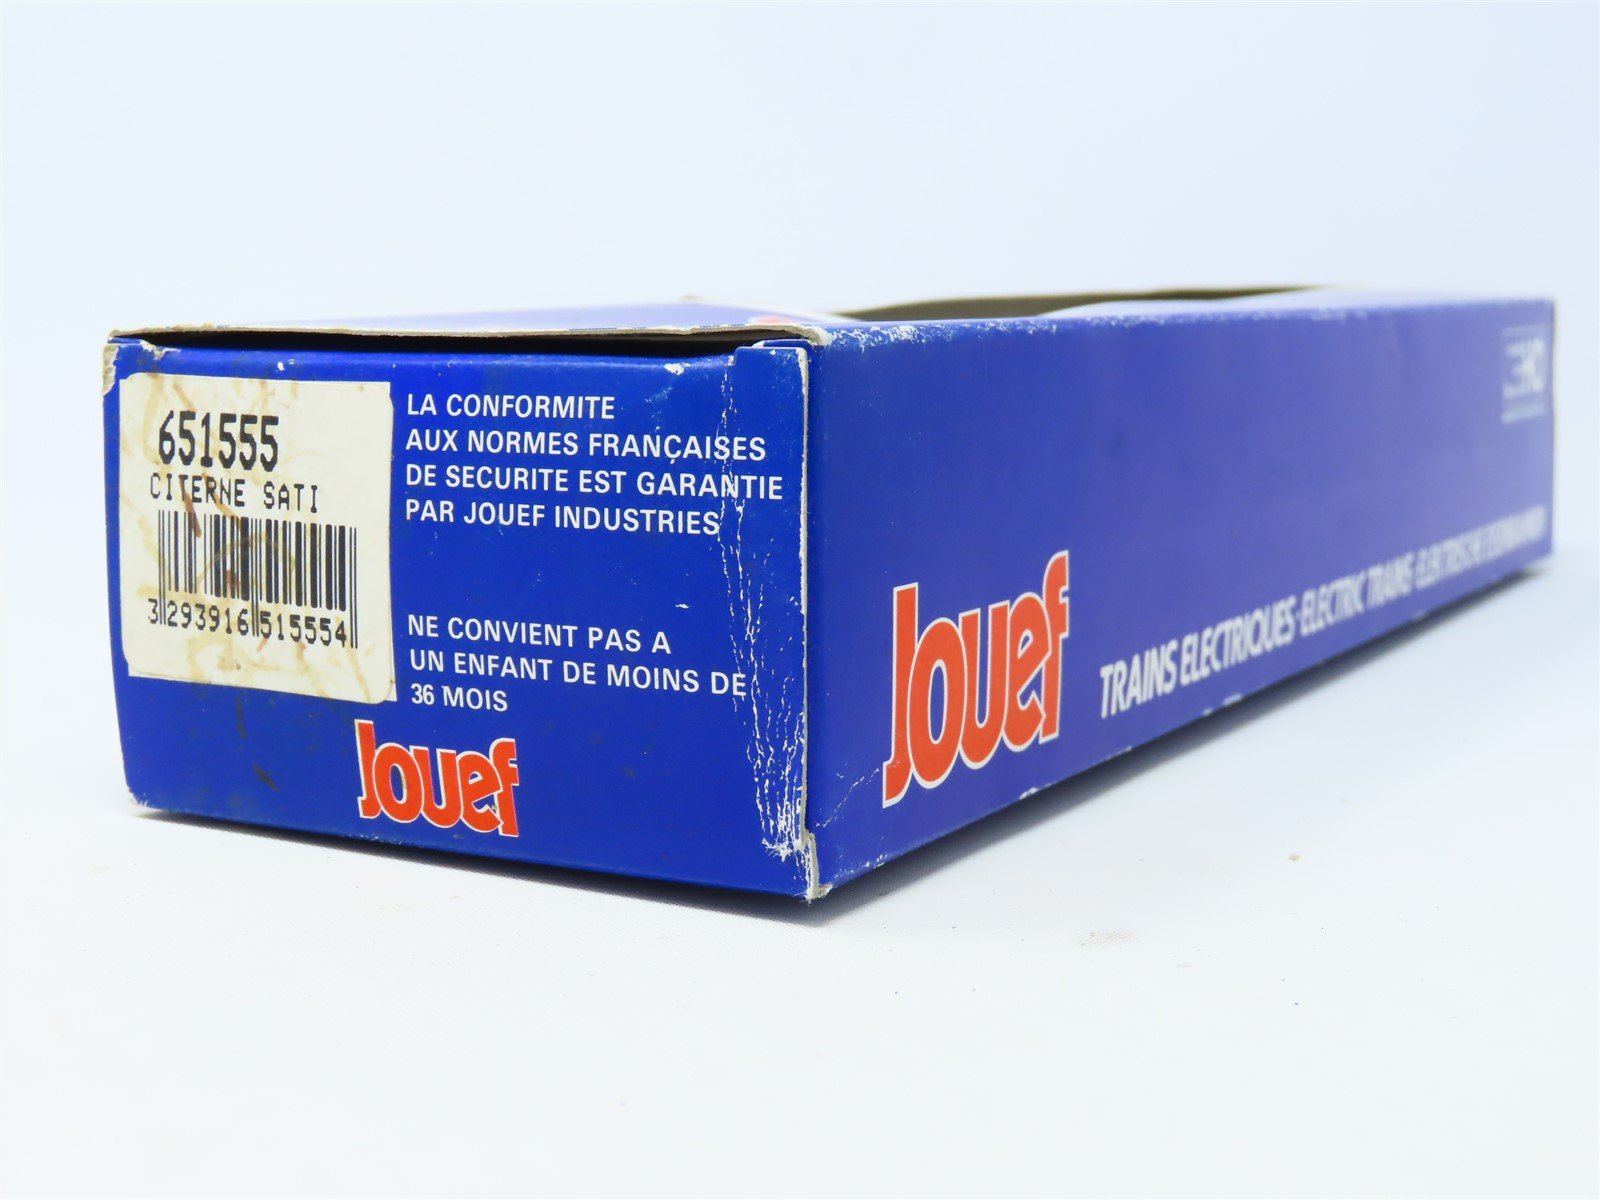 651555
CITERNE SATI
3 293916 515554
LA CONFORMITE
AUX NORMES FRANÇAISES
DE SECURITE EST GARANTIE
PAR JOUEF INDUSTRIES
NE CONVIENT PAS A
UN ENFANT DE MOINS DE
36 MOIS
Jouef
Jouef
TRAINS ELECTRIQUES·ELECTRIC TRAINS·ELEKTRISCHE
HO